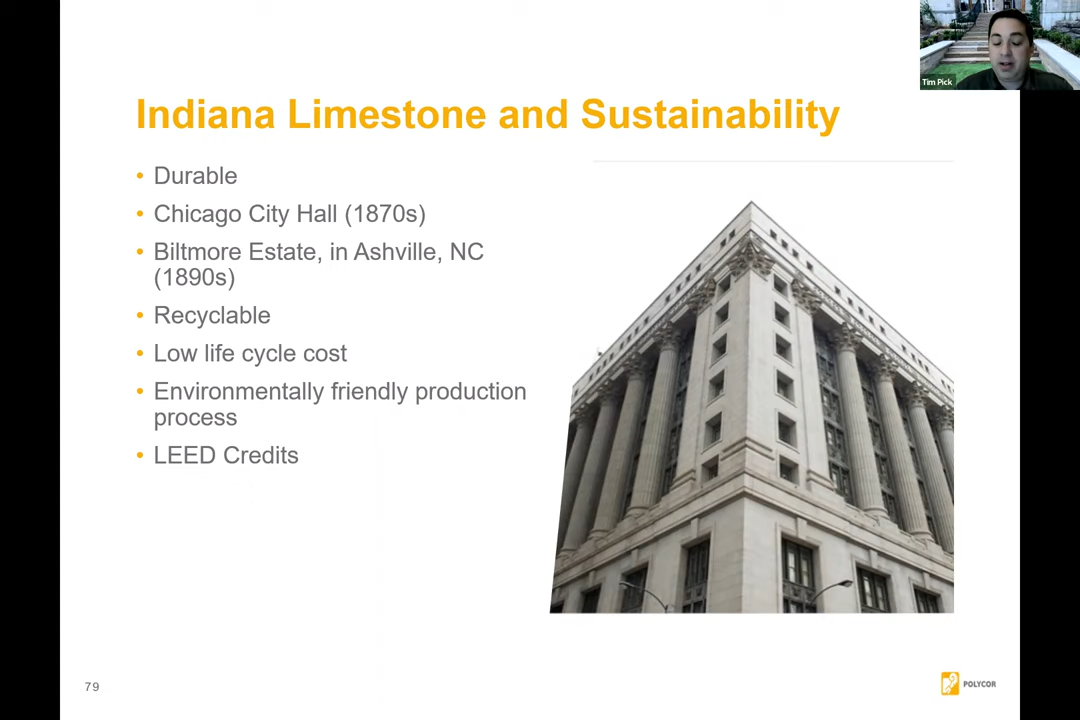 Tim Pick
Indiana Limestone and Sustainability
• Durable
• Chicago City Hall (1870s)
• Biltmore Estate, in Ashville, NC
(1890s)
• Recyclable
• Low life cycle cost
• Environmentally friendly production
process
• LEED Credits
79
POLYCOR